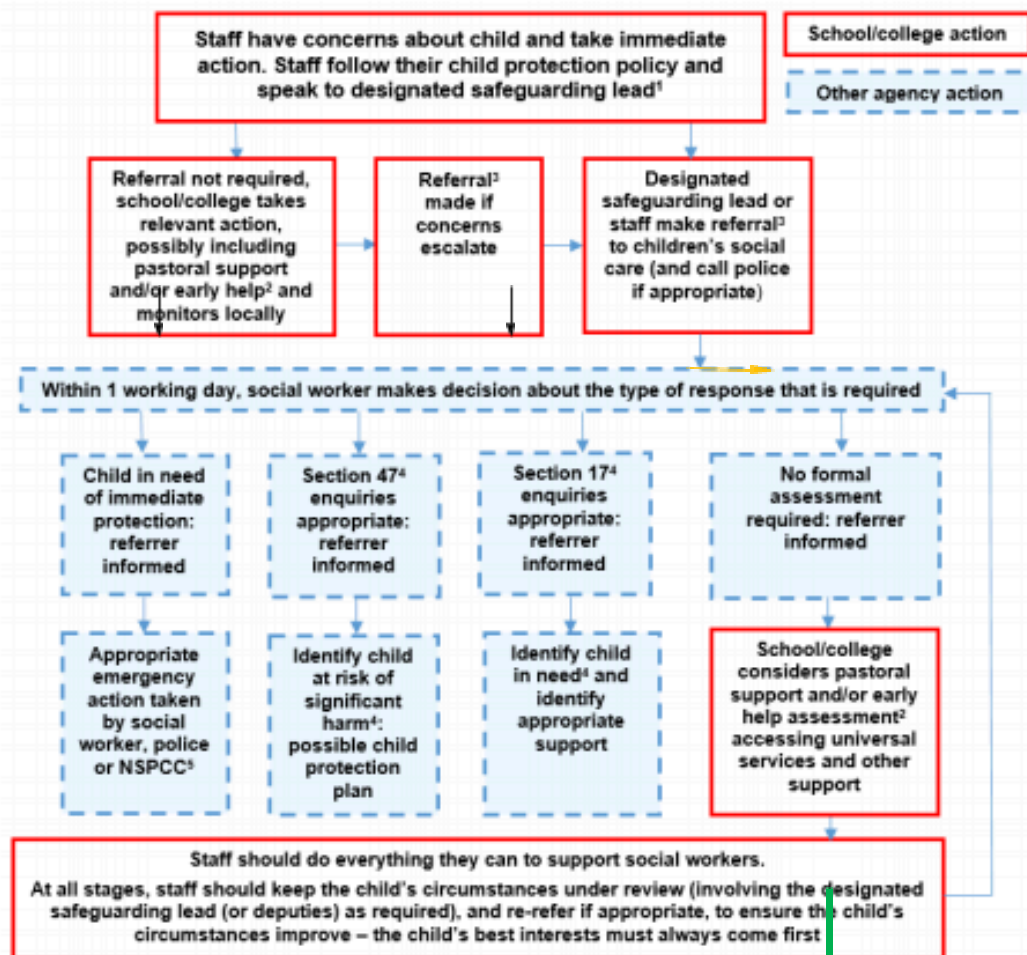 Staff have concerns about child and take immediate
action. Staff follow their child protection policy and
speak to designated safeguarding lead¹
School/college action
Other agency action
Referral not required,
school/college takes
relevant action,
possibly including
pastoral support
and/or early help² and
monitors locally
Referral³
made if
concerns
escalate
Designated
safeguarding lead or
staff make referral³
to children's social
care (and call police
if appropriate)
Within 1 working day, social worker makes decision about the type of response that is required
Child in need
of immediate
protection:
referrer
informed
Section 47⁴
enquiries
appropriate:
referrer
informed
Section 17⁴
enquiries
appropriate:
referrer
informed
No formal
assessment
required: referrer
informed
Appropriate
emergency
action taken
by social
worker, police
or NSPCC⁵
Identify child
at risk of
significant
harm⁴:
possible child
protection
plan
Identify child
in need⁴ and
identify
appropriate
support
School/college
considers pastoral
support and/or early
help assessment²
accessing universal
services and other
support
Staff should do everything they can to support social workers.
At all stages, staff should keep the child's circumstances under review (involving the designated
safeguarding lead (or deputies) as required), and re-refer if appropriate, to ensure the child's
circumstances improve – the child's best interests must always come first